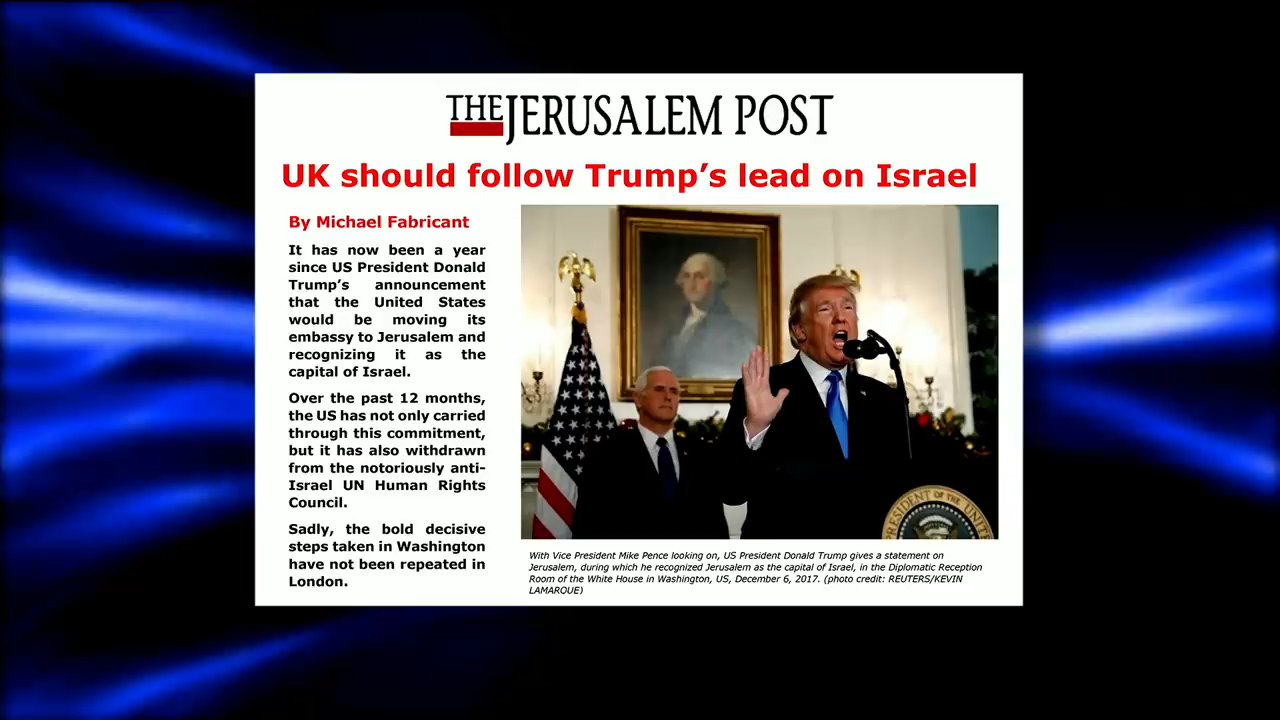 THE JERUSALEM POST
UK should follow Trump's lead on Israel
By Michael Fabricant
It has now been a year
since US President Donald
Trump's announcement
that the United States
would be moving its
embassy to Jerusalem and
recognizing it as the
capital of Israel.
Over the past 12 months,
the US has not only carried
through this commitment,
but it has also withdrawn
from the notoriously anti-
Israel UN Human Rights
Council.
Sadly, the bold decisive
steps taken in Washington
have not been repeated in
London.
PRESIDENT OF THE UNITED
With Vice President Mike Pence looking on, US President Donald Trump gives a statement on
Jerusalem, during which he recognized Jerusalem as the capital of Israel, in the Diplomatic Reception
Room of the White House in Washington, US, December 6, 2017. (photo credit: REUTERS/KEVIN
LAMARQUE)